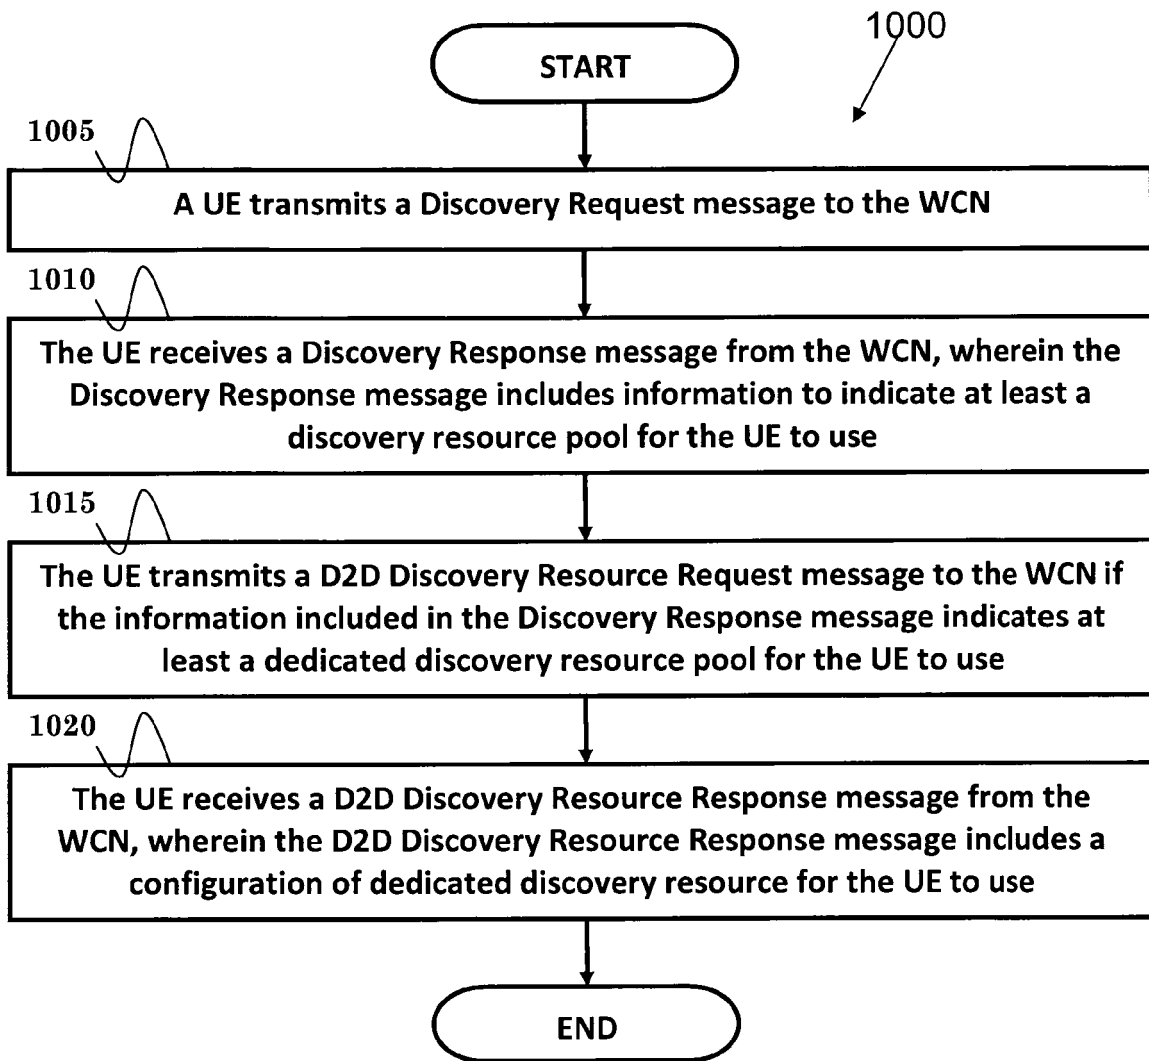 1000
START
1005
A UE transmits a Discovery Request message to the WCN
1010
The UE receives a Discovery Response message from the WCN, wherein the
Discovery Response message includes information to indicate at least a
discovery resource pool for the UE to use
1015
The UE transmits a D2D Discovery Resource Request message to the WCN if
the information included in the Discovery Response message indicates at
least a dedicated discovery resource pool for the UE to use
1020
The UE receives a D2D Discovery Resource Response message from the
WCN, wherein the D2D Discovery Resource Response message includes a
configuration of dedicated discovery resource for the UE to use
END